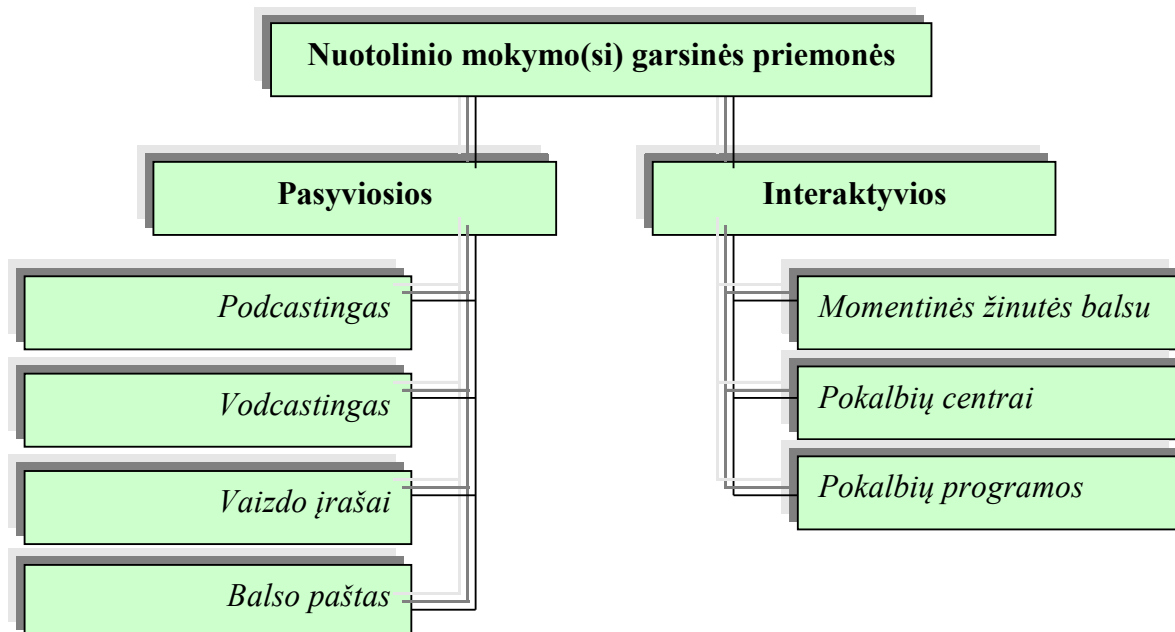 Nuotolinio mokymo(si) garsinės priemonės
Pasyviosios
Interaktyvios
Podcastingas
Vodcastingas
Vaizdo įrašai
Balso paštas
Momentinės žinutės balsu
Pokalbių centrai
Pokalbių programos